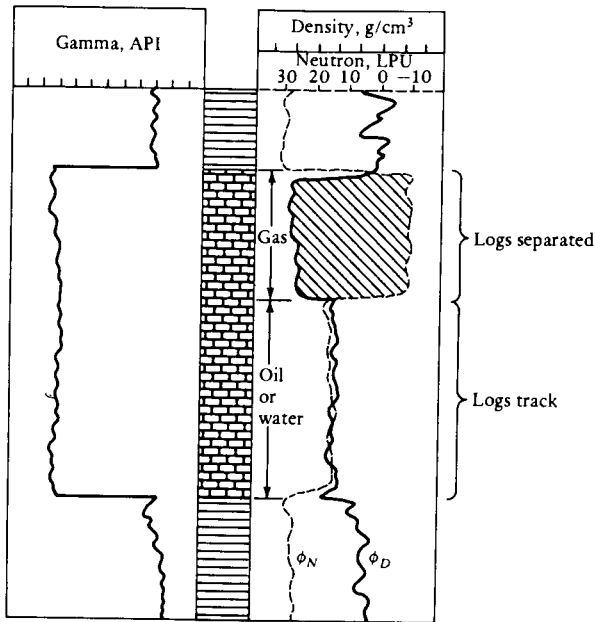 Gamma, API
Density, g/cm³
Neutron, LPU
30 20 10 0 −10
Gas
Logs separated
Oil
or
water
Logs track
ϕN
ϕD